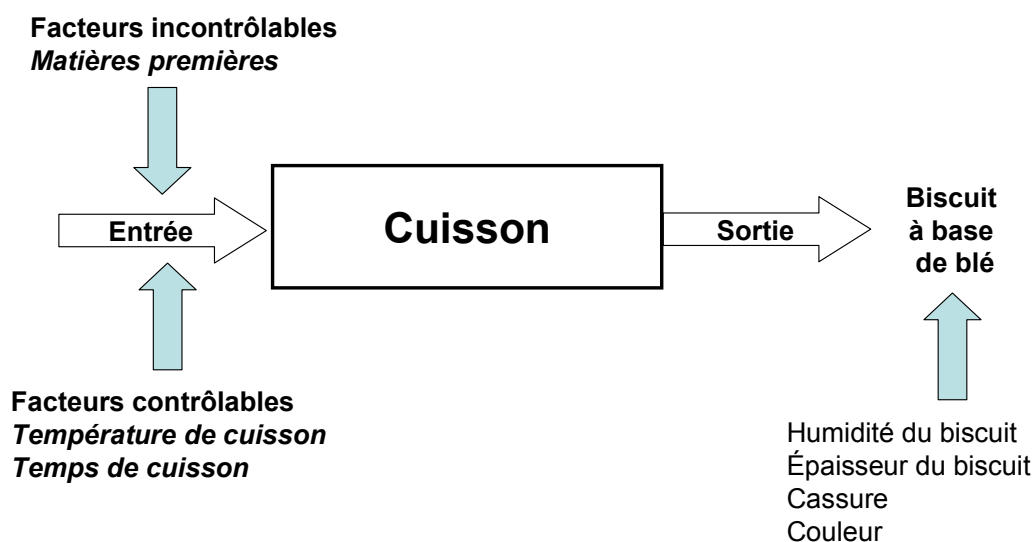 Facteurs incontrôlables
Matières premières
Entrée
Cuisson
Sortie
Biscuit
à base
de blé
Facteurs contrôlables
Température de cuisson
Temps de cuisson
Humidité du biscuit
Épaisseur du biscuit
Cassure
Couleur